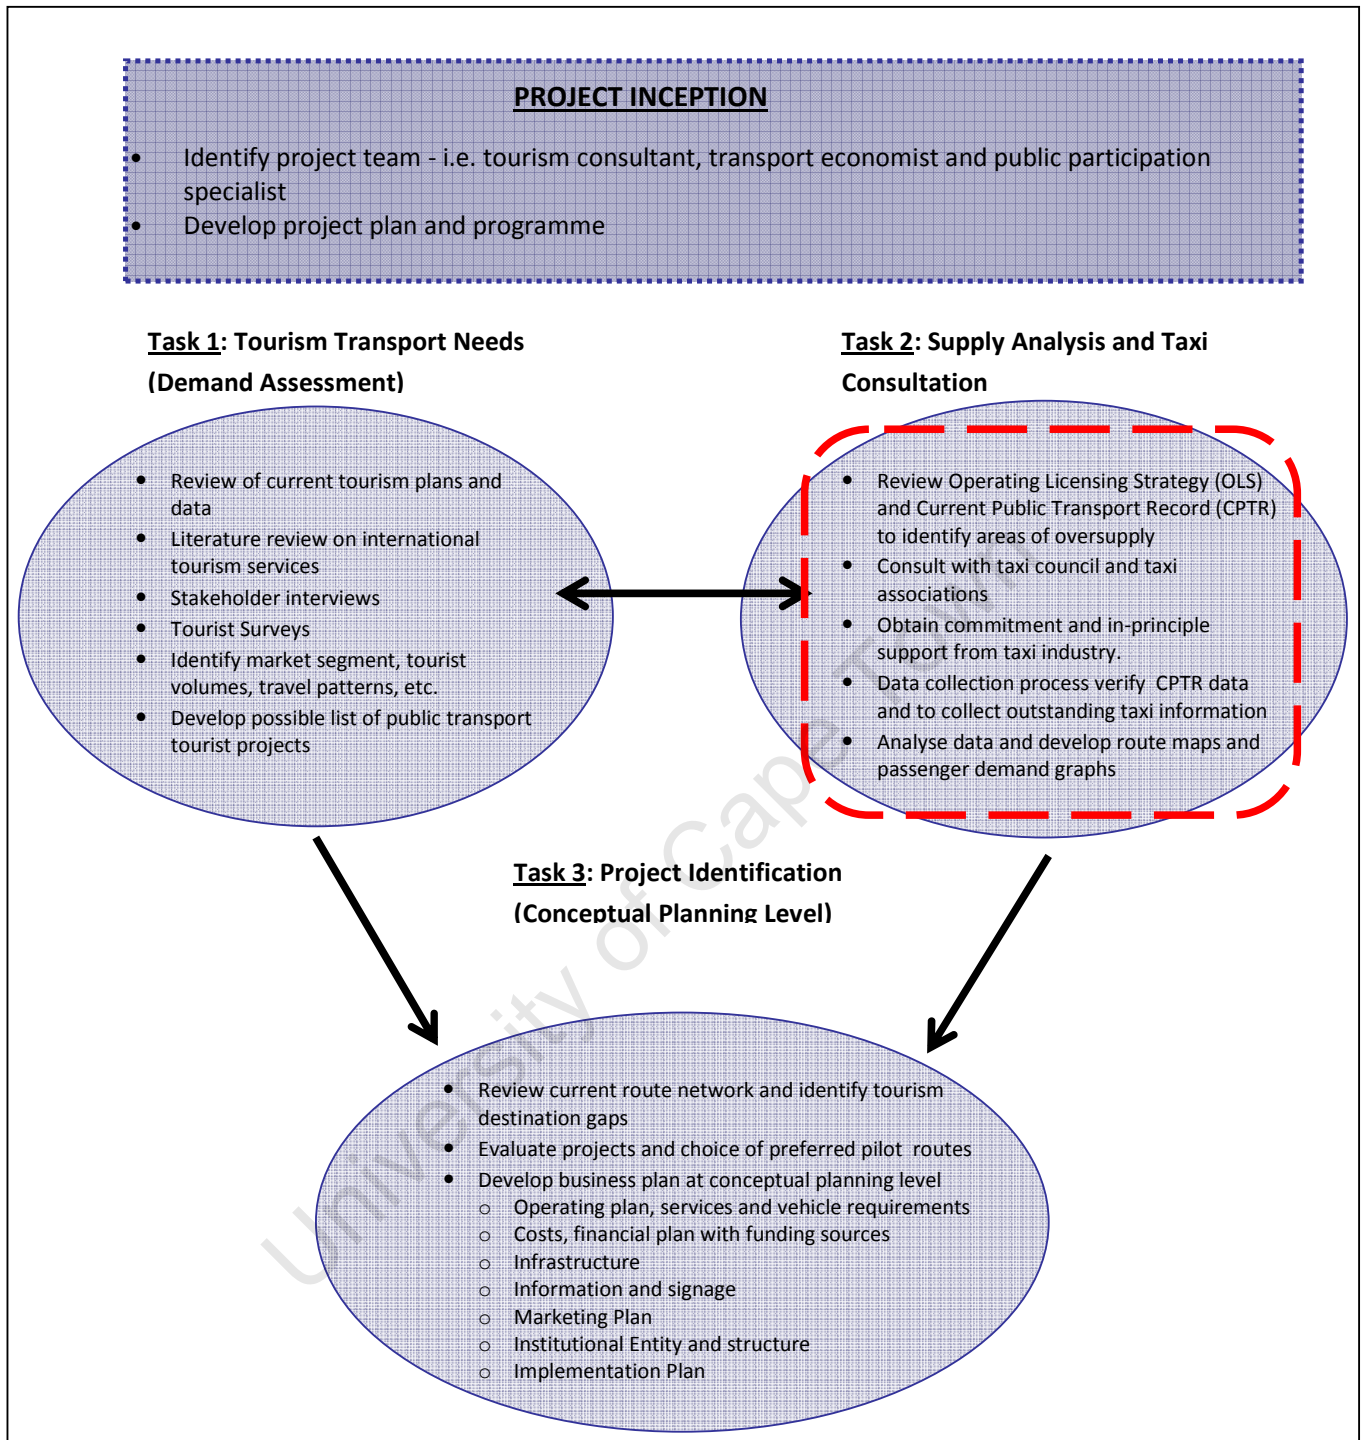 PROJECT INCEPTION
• Identify project team - i.e. tourism consultant, transport economist and public participation
specialist
• Develop project plan and programme
Task 1: Tourism Transport Needs
(Demand Assessment)
Task 2: Supply Analysis and Taxi
Consultation
• Review of current tourism plans and
data
• Literature review on international
tourism services
• Stakeholder interviews
• Tourist Surveys
• Identify market segment, tourist
volumes, travel patterns, etc.
• Develop possible list of public transport
tourist projects
• Review Operating Licensing Strategy (OLS)
and Current Public Transport Record (CPTR)
to identify areas of oversupply
• Consult with taxi council and taxi
associations
• Obtain commitment and in-principle
support from taxi industry.
• Data collection process verify CPTR data
and to collect outstanding taxi information
• Analyse data and develop route maps and
passenger demand graphs
Task 3: Project Identification
(Conceptual Planning Level)
• Review current route network and identify tourism
destination gaps
• Evaluate projects and choice of preferred pilot routes
• Develop business plan at conceptual planning level
o Operating plan, services and vehicle requirements
o Costs, financial plan with funding sources
o Infrastructure
o Information and signage
o Marketing Plan
o Institutional Entity and structure
o Implementation Plan
University of Cape Town